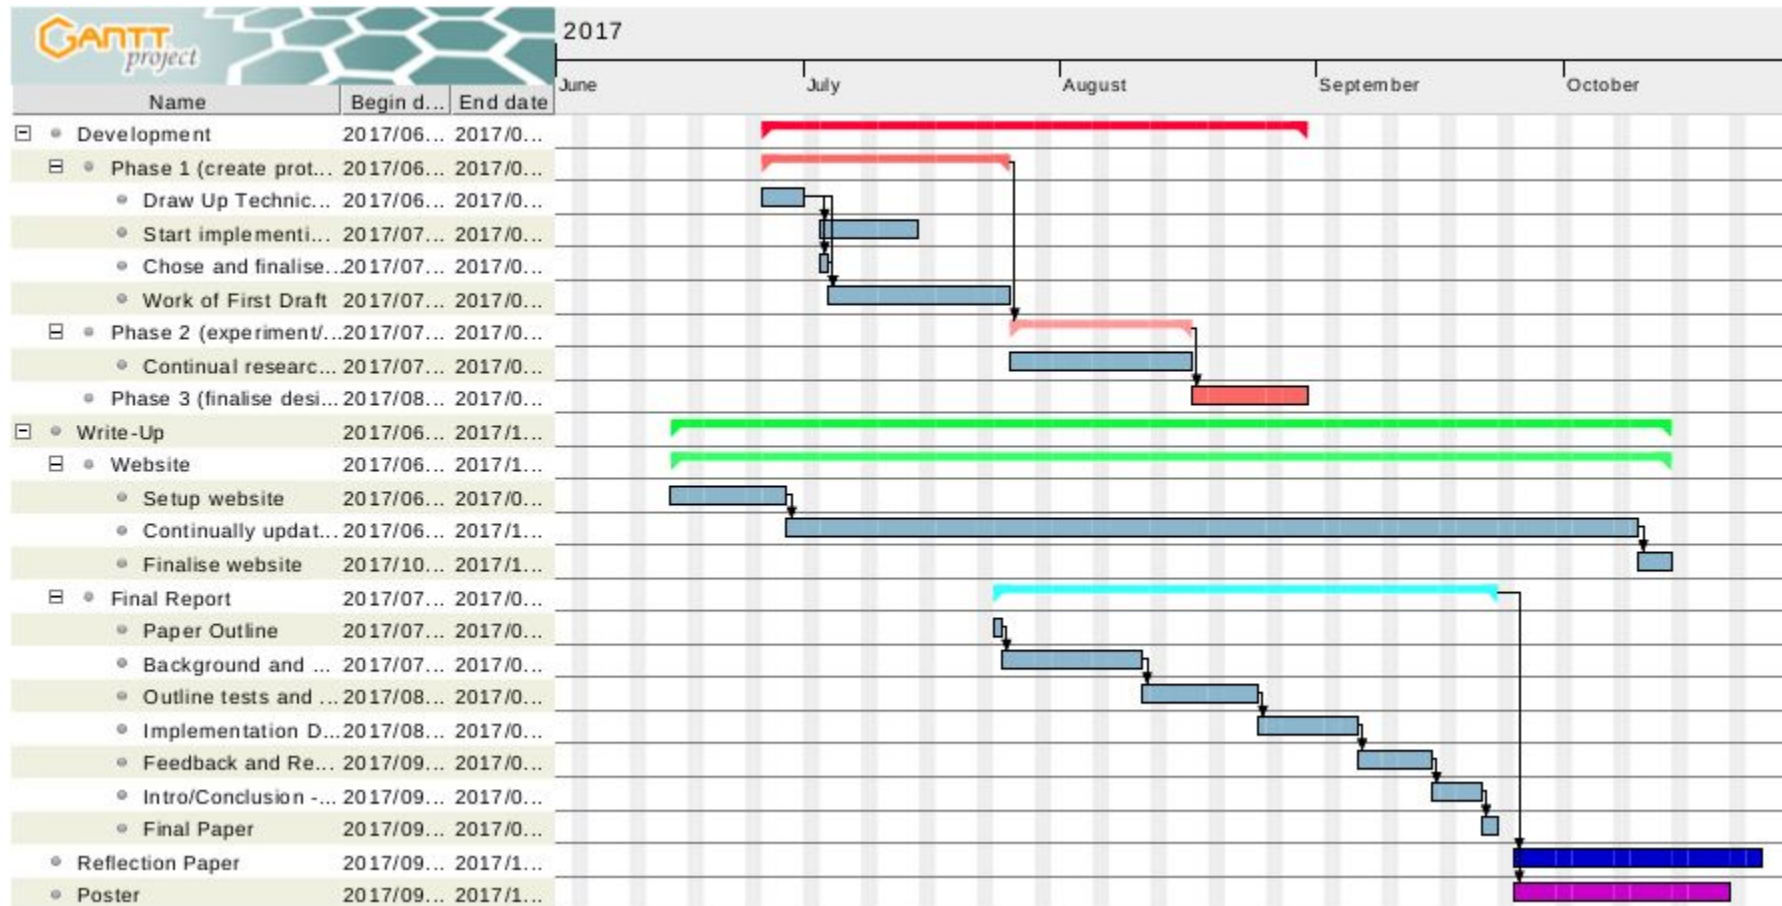 GANTT
project
2017
June July August September October
Name Begin d... End date
Development 2017/06... 2017/0...
Phase 1 (create prot... 2017/06... 2017/0...
Draw Up Technic... 2017/06... 2017/0...
Start implementi... 2017/07... 2017/0...
Chose and finalise... 2017/07... 2017/0...
Work of First Draft 2017/07... 2017/0...
Phase 2 (experiment/... 2017/07... 2017/0...
Continual researc... 2017/07... 2017/0...
Phase 3 (finalise desi... 2017/08... 2017/0...
Write-Up 2017/06... 2017/1...
Website 2017/06... 2017/1...
Setup website 2017/06... 2017/0...
Continually updat... 2017/06... 2017/1...
Finalise website 2017/10... 2017/1...
Final Report 2017/07... 2017/0...
Paper Outline 2017/07... 2017/0...
Background and ... 2017/07... 2017/0...
Outline tests and ... 2017/08... 2017/0...
Implementation D... 2017/08... 2017/0...
Feedback and Re... 2017/09... 2017/0...
Intro/Conclusion -... 2017/09... 2017/0...
Final Paper 2017/09... 2017/0...
Reflection Paper 2017/09... 2017/1...
Poster 2017/09... 2017/1...